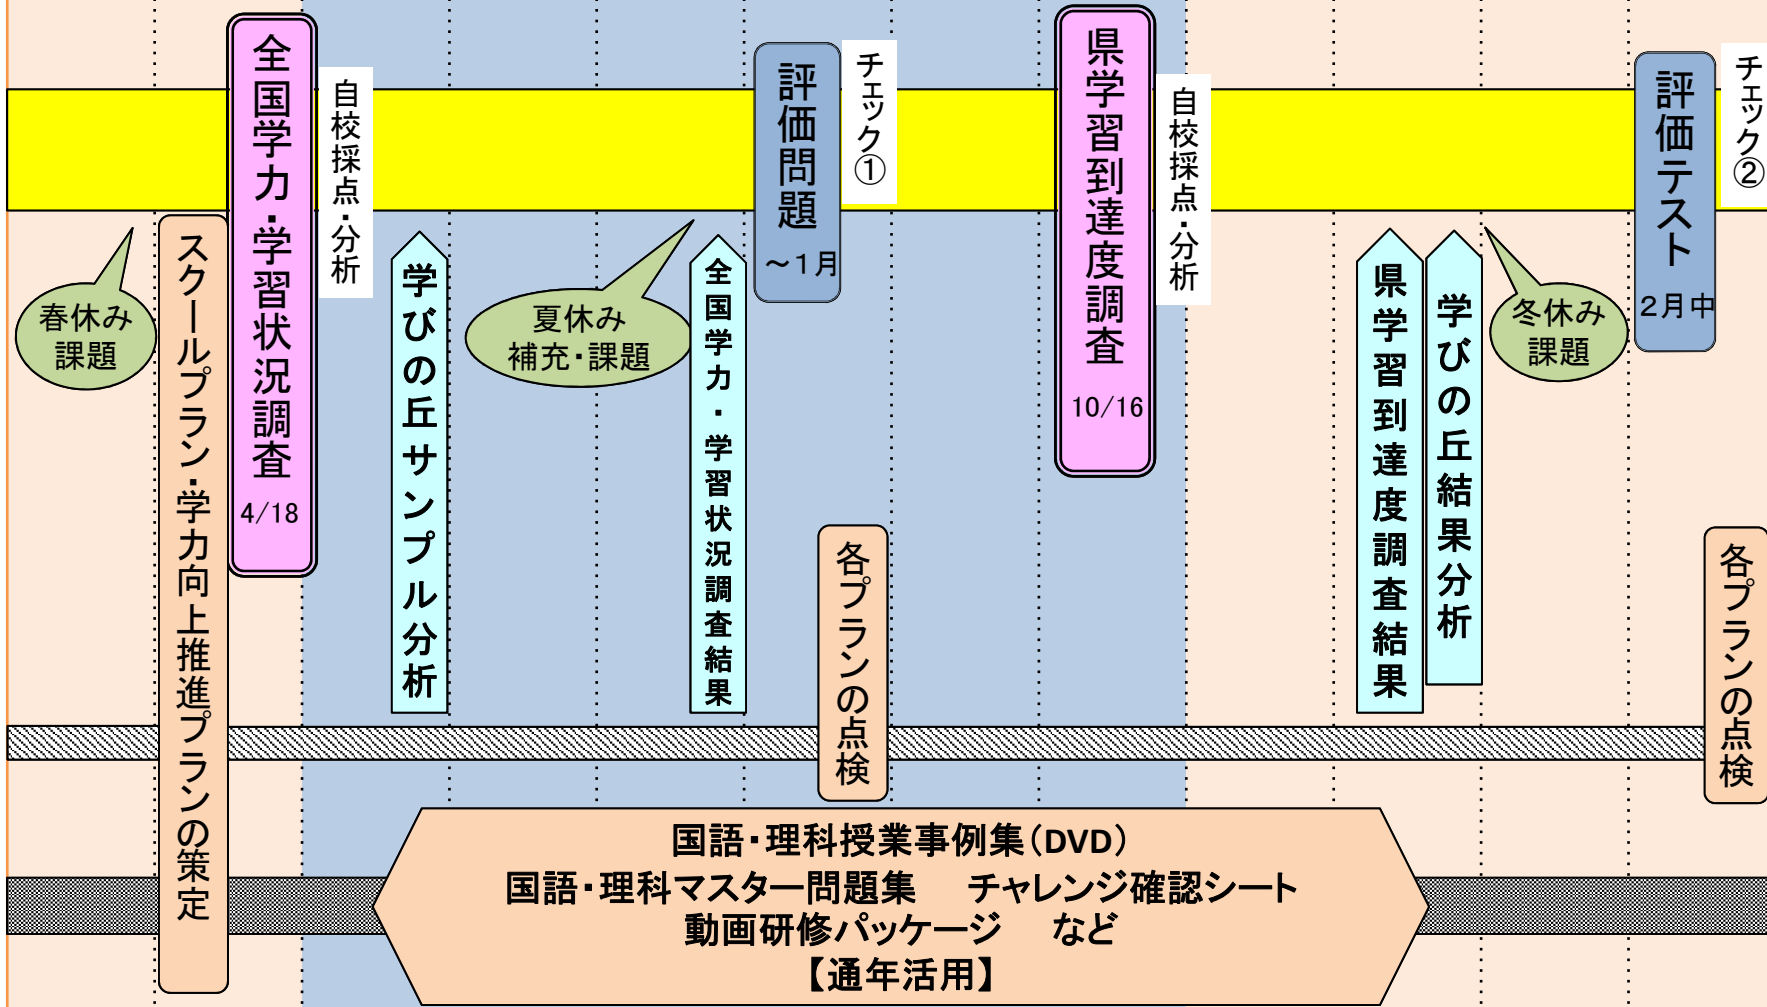 全国学力・学習状況調査
4/18
自校採点・分析
評価問題
～1月
チェック①
県学習到達度調査
10/16
自校採点・分析
評価テスト
2月中
チェック②
春休み
課題
スクールプラン・学力向上推進プランの策定
学びの丘サンプル分析
夏休み
補充・課題
全国学力・学習状況調査結果
各プランの点検
県学習到達度調査結果
学びの丘結果分析
冬休み
課題
各プランの点検
国語・理科授業事例集(DVD)
国語・理科マスター問題集　チャレンジ確認シート
動画研修パッケージ　など
【通年活用】